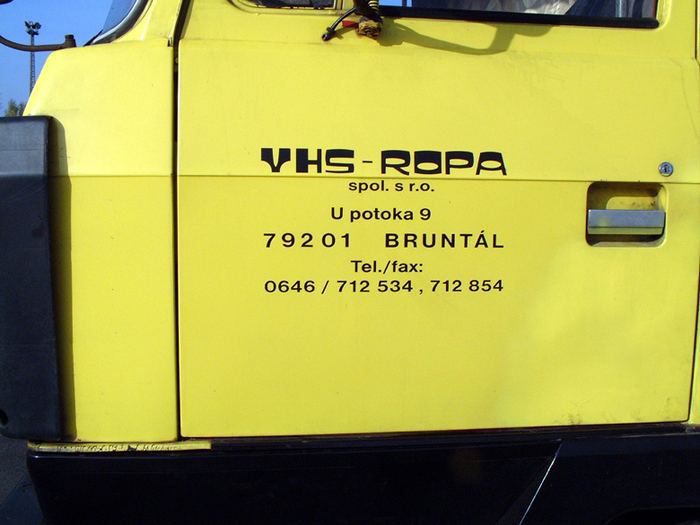 VHS-ROPA
spol. s r.o.
U potoka 9
792 01 BRUNTÁL
Tel./fax:
0646 / 712 534 , 712 854